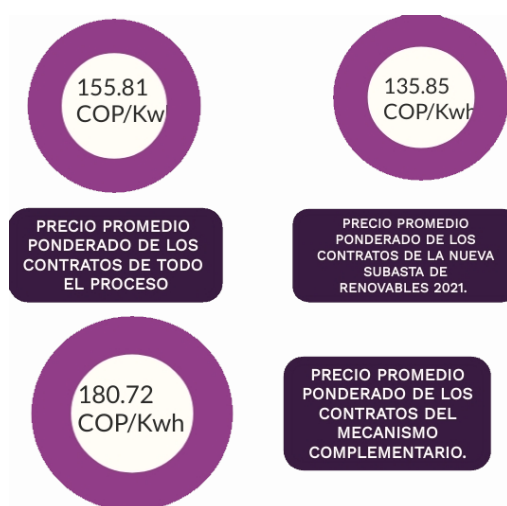 155.81
COP/Kw
135.85
COP/Kwh
PRECIO PROMEDIO
PONDERADO DE LOS
CONTRATOS DE TODO
EL PROCESO
PRECIO PROMEDIO
PONDERADO DE LOS
CONTRATOS DE LA NUEVA
SUBASTA DE
RENOVABLES 2021.
180.72
COP/Kwh
PRECIO PROMEDIO
PONDERADO DE LOS
CONTRATOS DEL
MECANISMO
COMPLEMENTARIO.